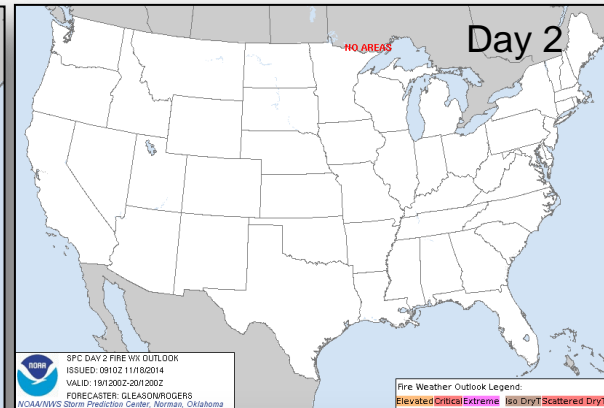 Day 2
NO AREAS
NOAA
SPC DAY 2 FIRE WX OUTLOOK
ISSUED: 0910Z 11/18/2014
VALID: 19/1200Z-20/1200Z
FORECASTER: GLEASON/ROGERS
NOAA/NWS Storm Prediction Center, Norman, Oklahoma
Fire Weather Outlook Legend:
Elevated Critical Extreme Iso DryT Scattered DryT